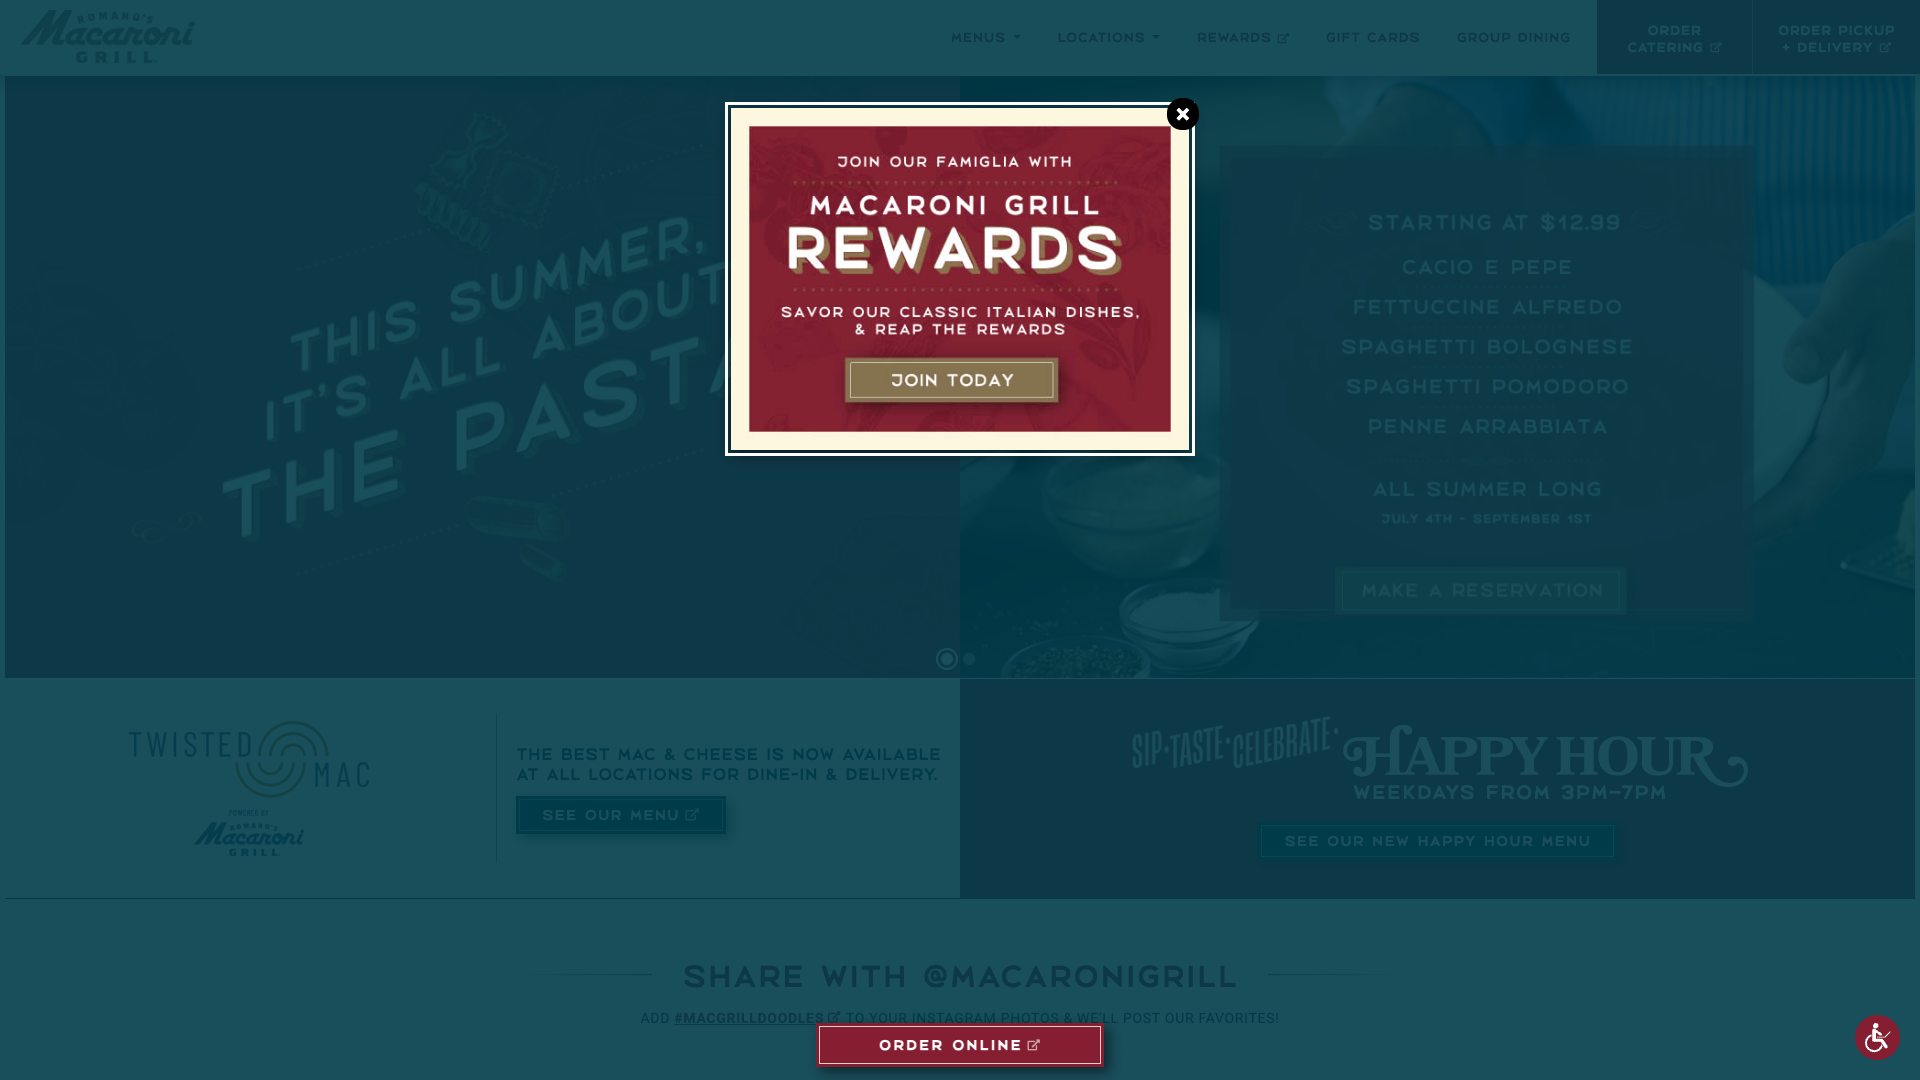 ROMANO'S
Macaroni
GRILL
MENUS
LOCATIONS
REWARDS
GIFT CARDS
GROUP DINING
ORDER
CATERING
ORDER PICKUP
+ DELIVERY
JOIN OUR FAMIGLIA WITH
MACARONI GRILL
REWARDS
SAVOR OUR CLASSIC ITALIAN DISHES,
& REAP THE REWARDS
JOIN TODAY
THIS SUMMER,
IT'S ALL ABOUT
THE PASTA
STARTING AT $12.99
CACIO E PEPE
FETTUCCINE ALFREDO
SPAGHETTI BOLOGNESE
SPAGHETTI POMODORO
PENNE ARRABBIATA
ALL SUMMER LONG
JULY 4TH - SEPTEMBER 1ST
MAKE A RESERVATION
TWISTED
MAC
POWERED BY
ROMANO'S
Macaroni
GRILL
THE BEST MAC & CHEESE IS NOW AVAILABLE
AT ALL LOCATIONS FOR DINE-IN & DELIVERY.
SEE OUR MENU
SIP·TASTE·CELEBRATE·
HAPPY HOUR
WEEKDAYS FROM 3PM–7PM
SEE OUR NEW HAPPY HOUR MENU
SHARE WITH @MACARONIGRILL
ADD #MACGRILLDOODLES TO YOUR INSTAGRAM PHOTOS & WE'LL POST OUR FAVORITES!
ORDER ONLINE